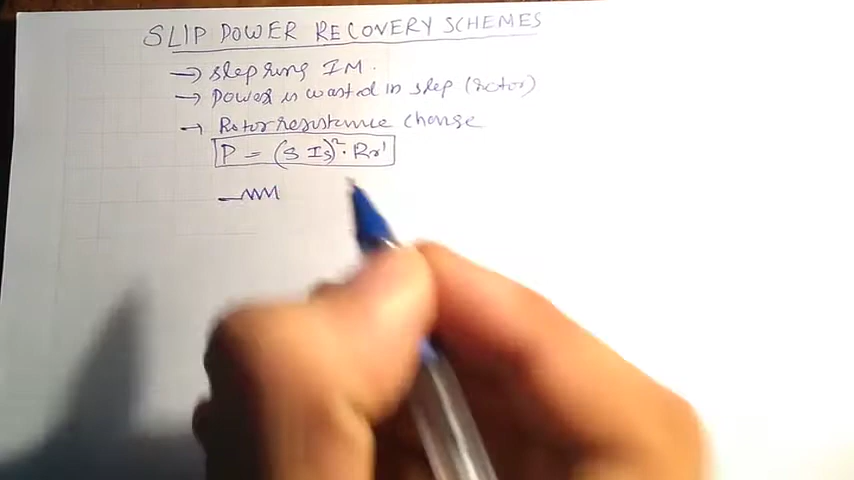 SLIP POWER RECOVERY SCHEMES
→ slip ring IM.
→ Power is wasted in slip (rotor)
→ Rotor resistance change
P = (S Is)². Rr'